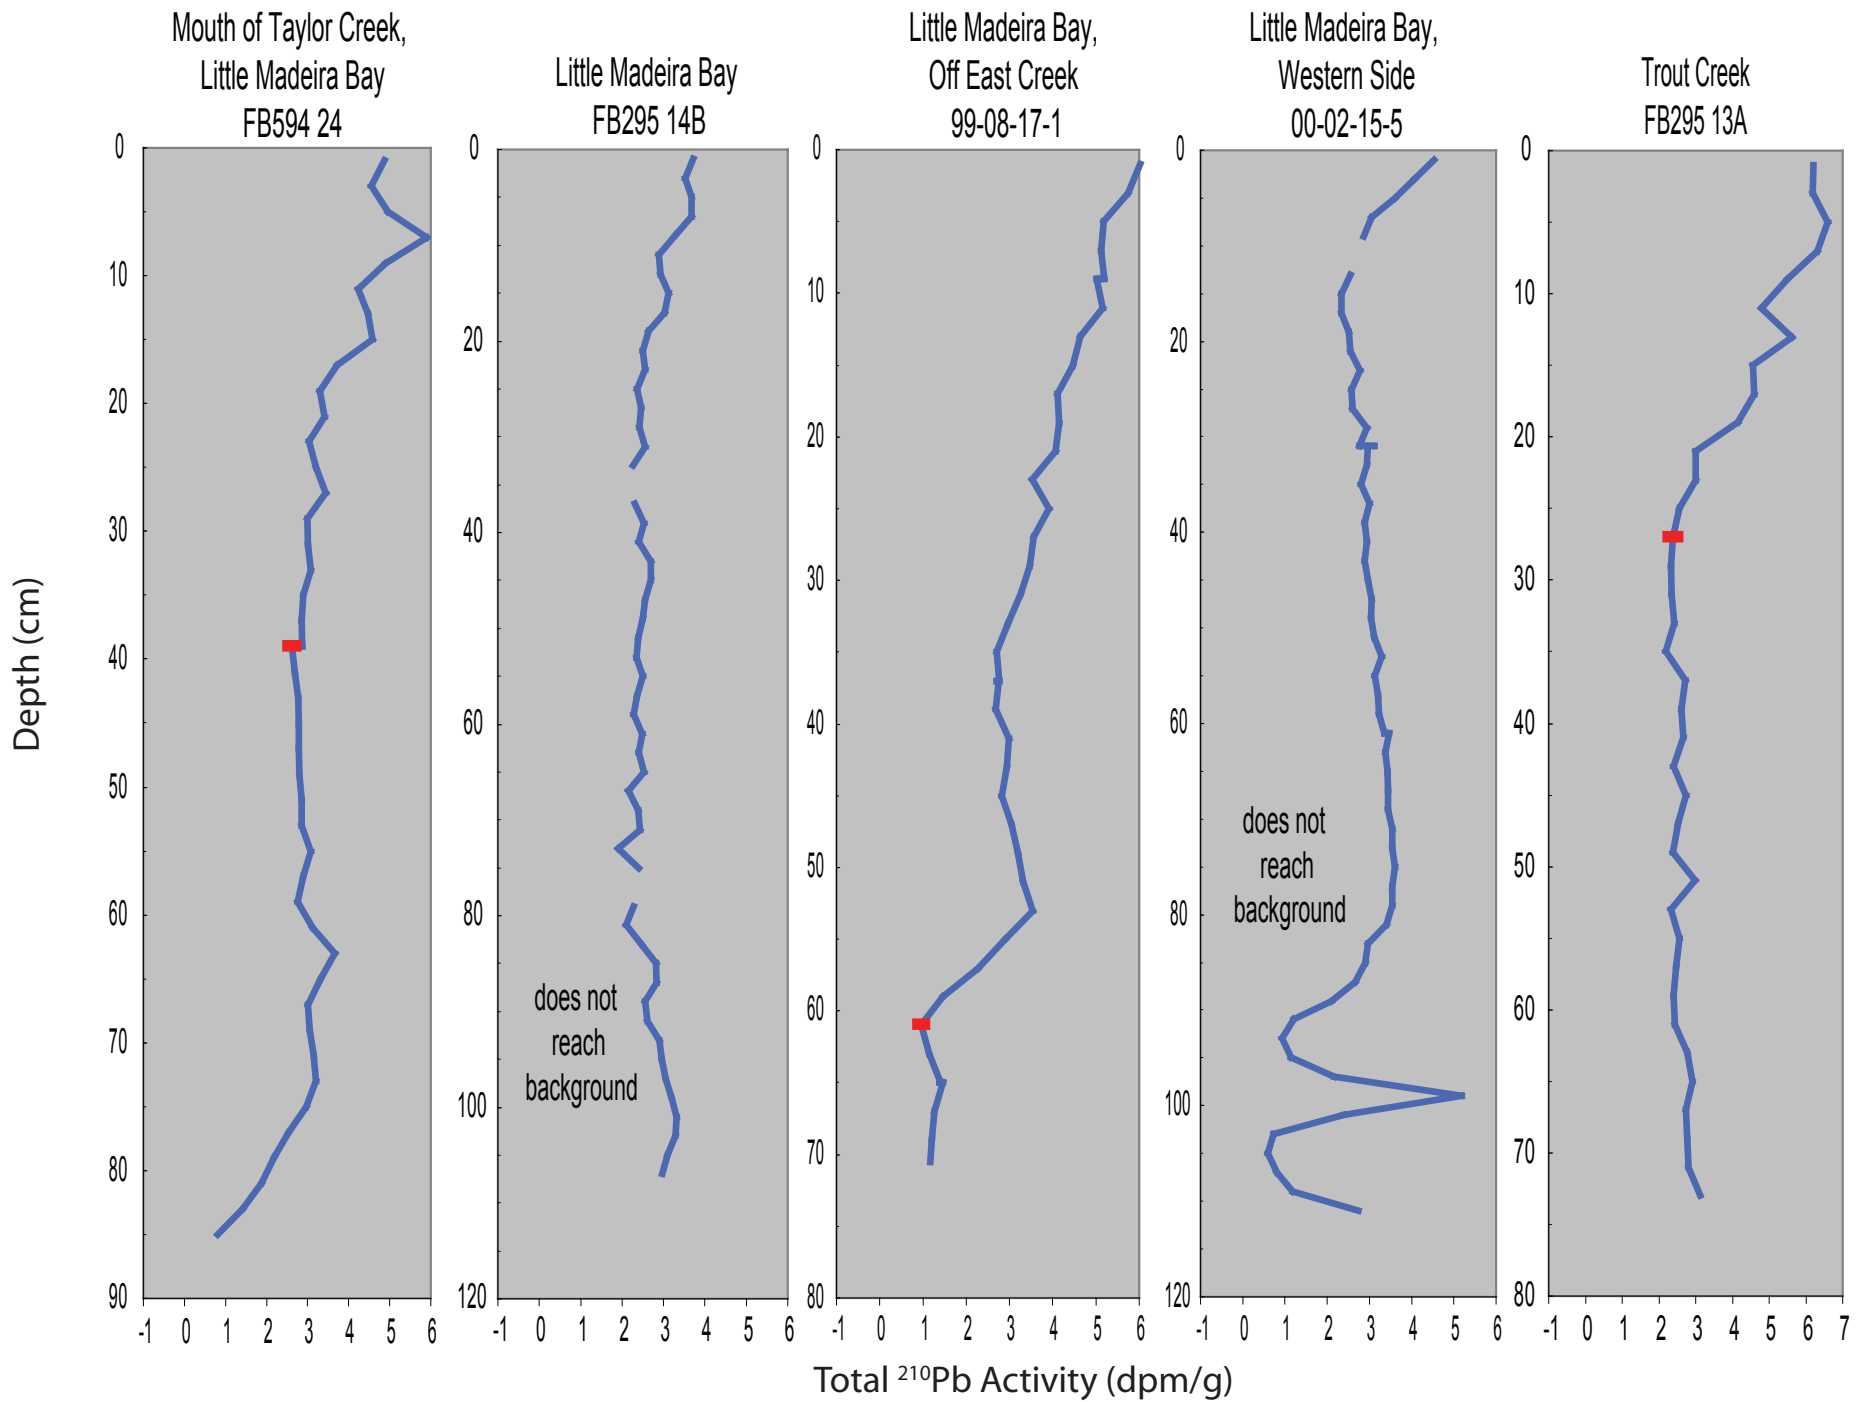 Mouth of Taylor Creek,
Little Madeira Bay
FB594 24
Little Madeira Bay
FB295 14B
Little Madeira Bay,
Off East Creek
99-08-17-1
Little Madeira Bay,
Western Side
00-02-15-5
Trout Creek
FB295 13A
Depth (cm)
0
10
20
30
40
50
60
70
80
90
-1 0 1 2 3 4 5 6
0
20
40
60
80
100
120
-1 0 1 2 3 4 5 6
does not
reach
background
0
10
20
30
40
50
60
70
80
-1 0 1 2 3 4 5 6
0
20
40
60
80
100
120
-1 0 1 2 3 4 5 6
does not
reach
background
0
10
20
30
40
50
60
70
80
-1 0 1 2 3 4 5 6 7
Total ²¹⁰Pb Activity (dpm/g)